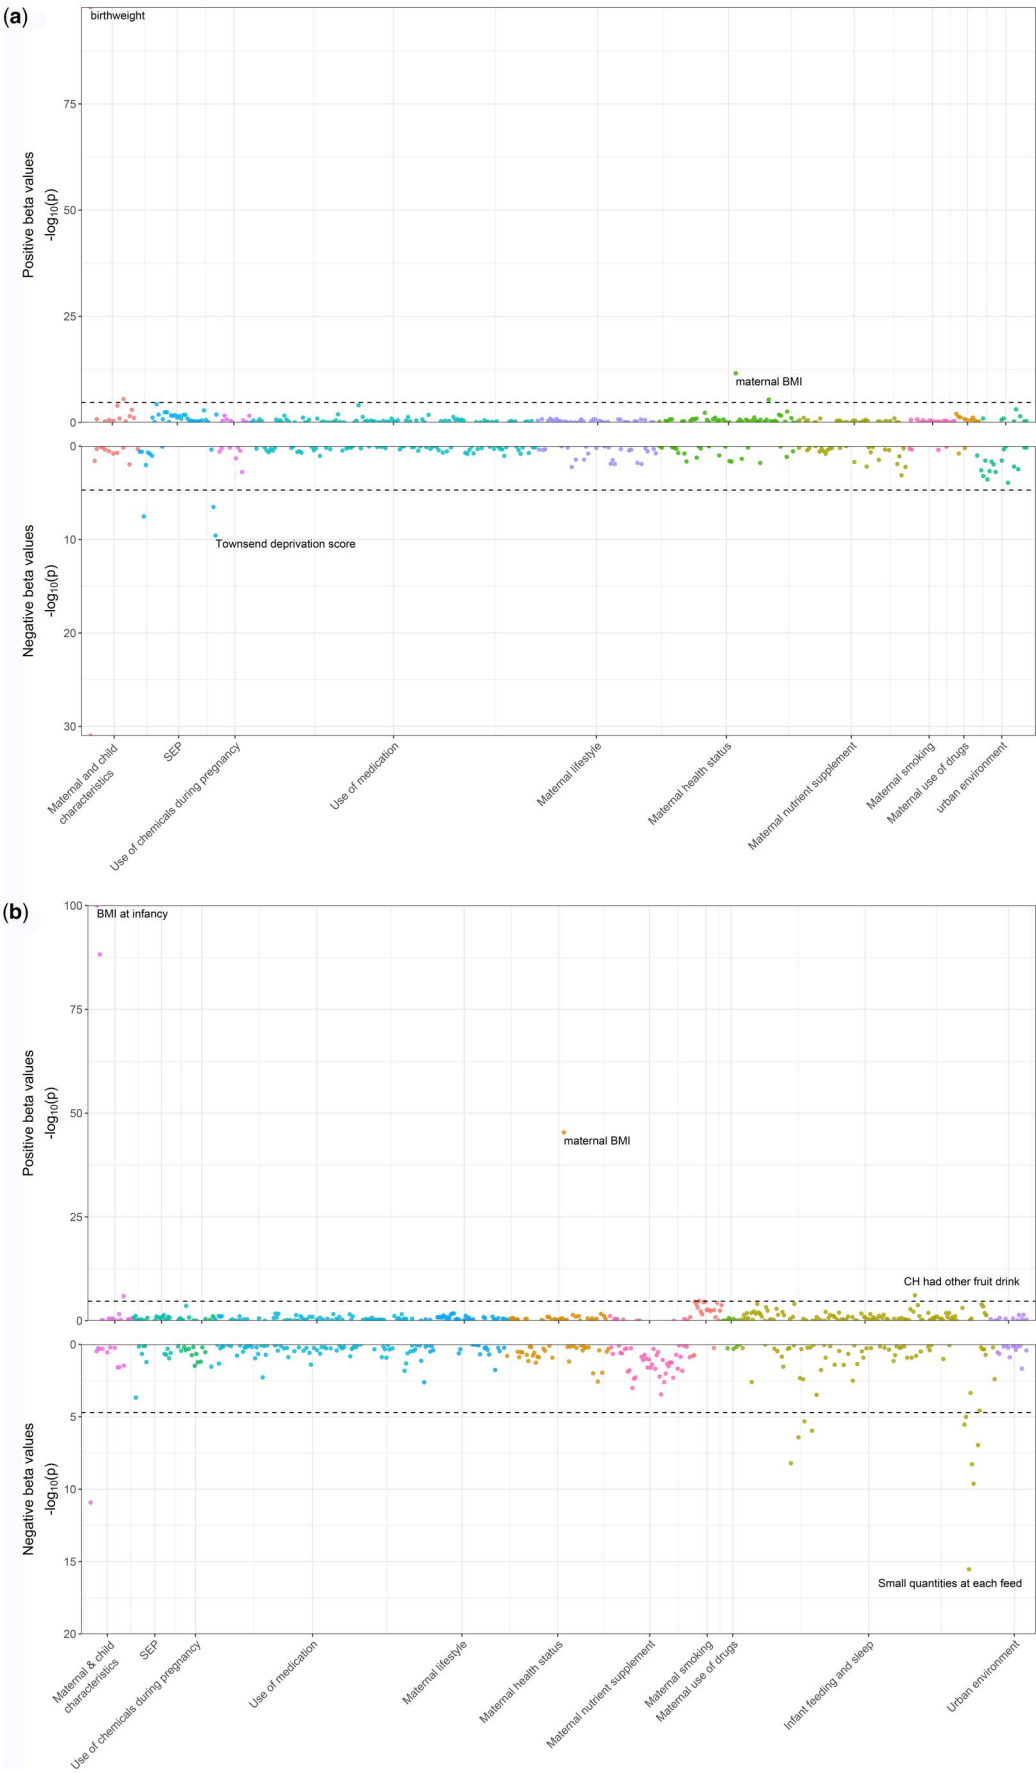 (a)
birthweight
75
50
25
0
Positive beta values
-log₁₀(p)
maternal BMI
0
10
20
30
Negative beta values
-log₁₀(p)
Townsend deprivation score
Maternal and child
characteristics
SEP
Use of chemicals during pregnancy
Use of medication
Maternal lifestyle
Maternal health status
Maternal nutrient supplement
Maternal smoking
Maternal use of drugs
urban environment
(b)
100
BMI at infancy
75
50
25
0
Positive beta values
-log₁₀(p)
maternal BMI
CH had other fruit drink
0
5
10
15
20
Negative beta values
-log₁₀(p)
Small quantities at each feed
Maternal & child
characteristics
SEP
Use of chemicals during pregnancy
Use of medication
Maternal lifestyle
Maternal health status
Maternal nutrient supplement
Maternal smoking
Maternal use of drugs
Infant feeding and sleep
Urban environment